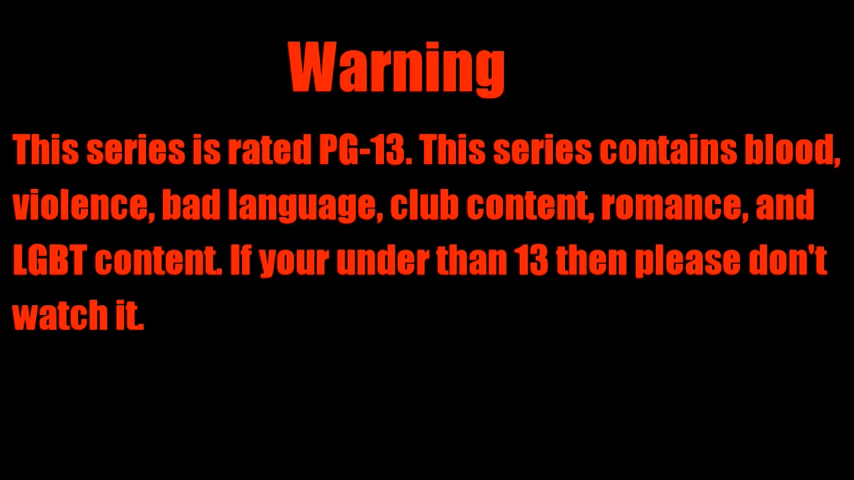 Warning
This series is rated PG-13. This series contains blood,
violence, bad language, club content, romance, and
LGBT content. If your under than 13 then please don't
watch it.